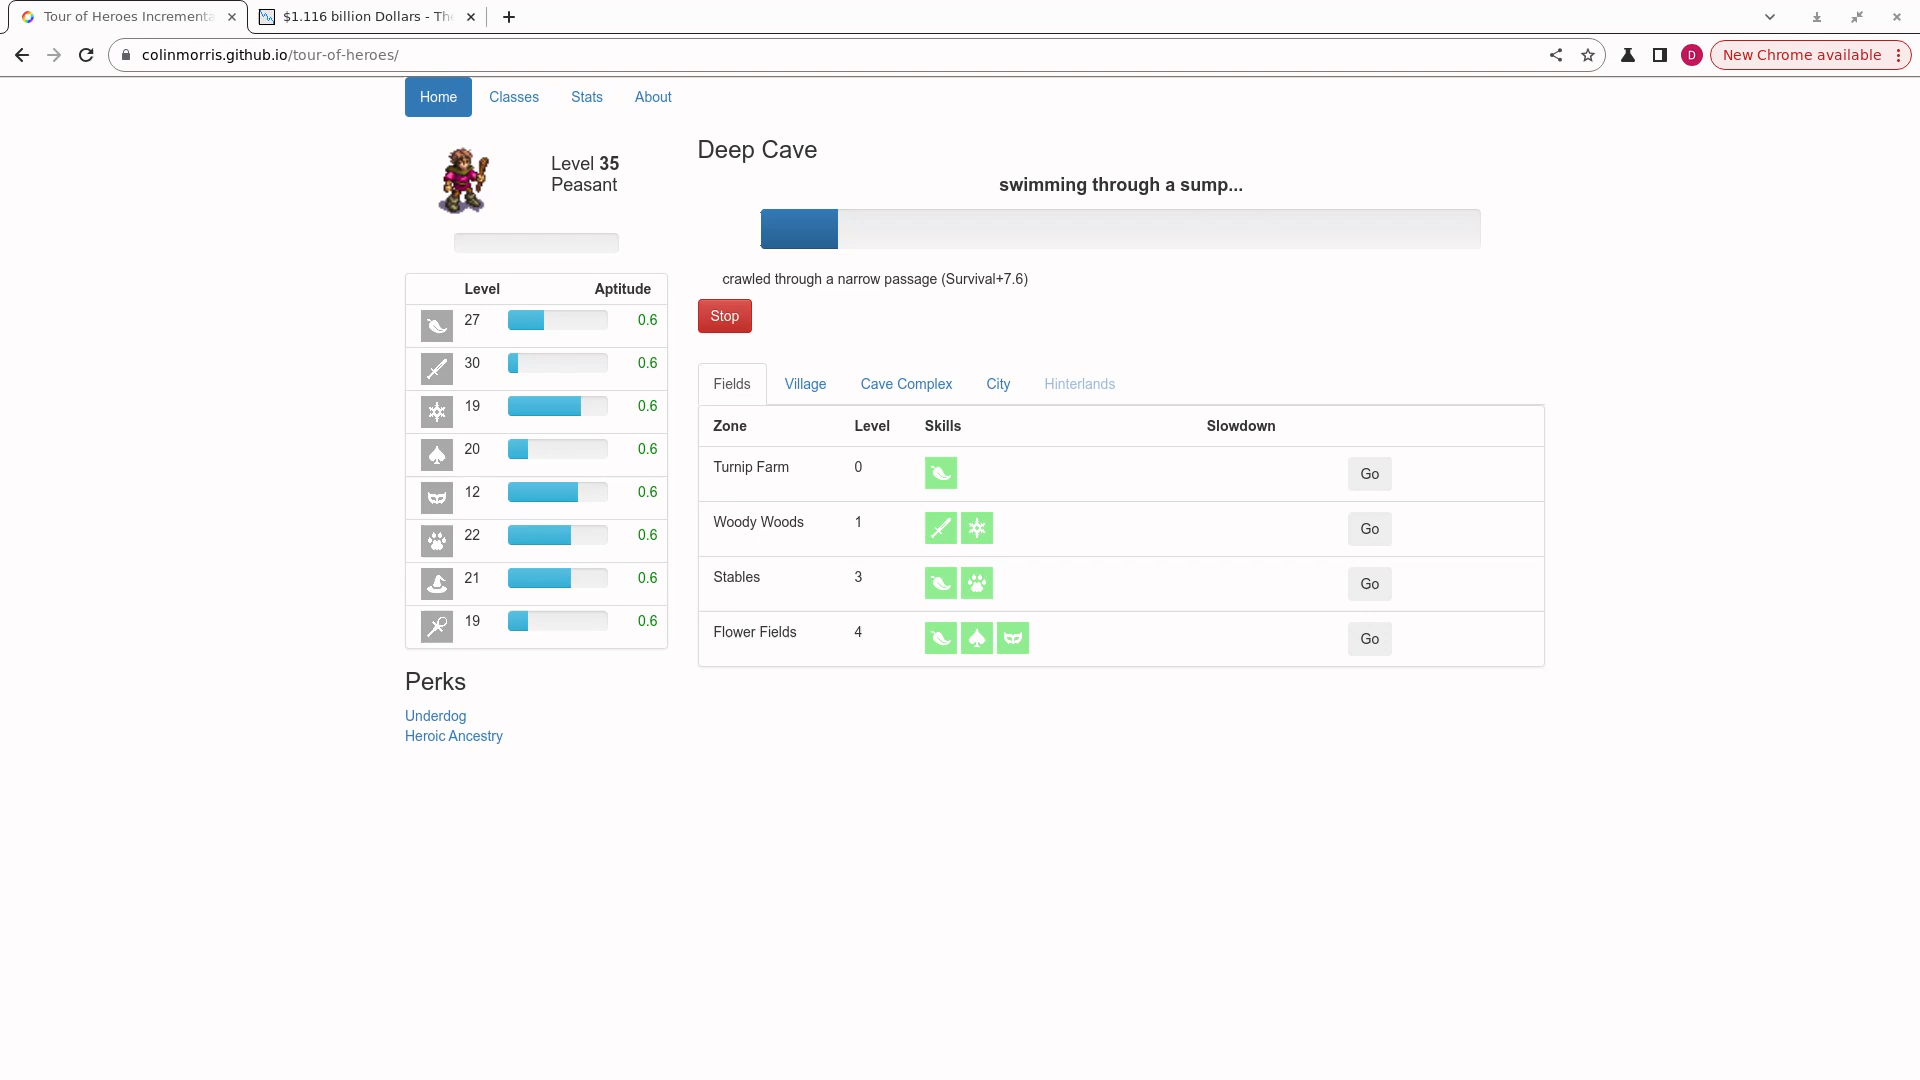 Tour of Heroes Incrementa
$1.116 billion Dollars - The
colinmorris.github.io/tour-of-heroes/
D
New Chrome available
Home Classes Stats About
Level 35
Peasant
Deep Cave
swimming through a sump...
crawled through a narrow passage (Survival+7.6)
Stop
Level Aptitude
27 0.6
30 0.6
19 0.6
20 0.6
12 0.6
22 0.6
21 0.6
19 0.6
Perks
Underdog
Heroic Ancestry
Fields Village Cave Complex City Hinterlands
Zone Level Skills Slowdown
Turnip Farm 0 Go
Woody Woods 1 Go
Stables 3 Go
Flower Fields 4 Go